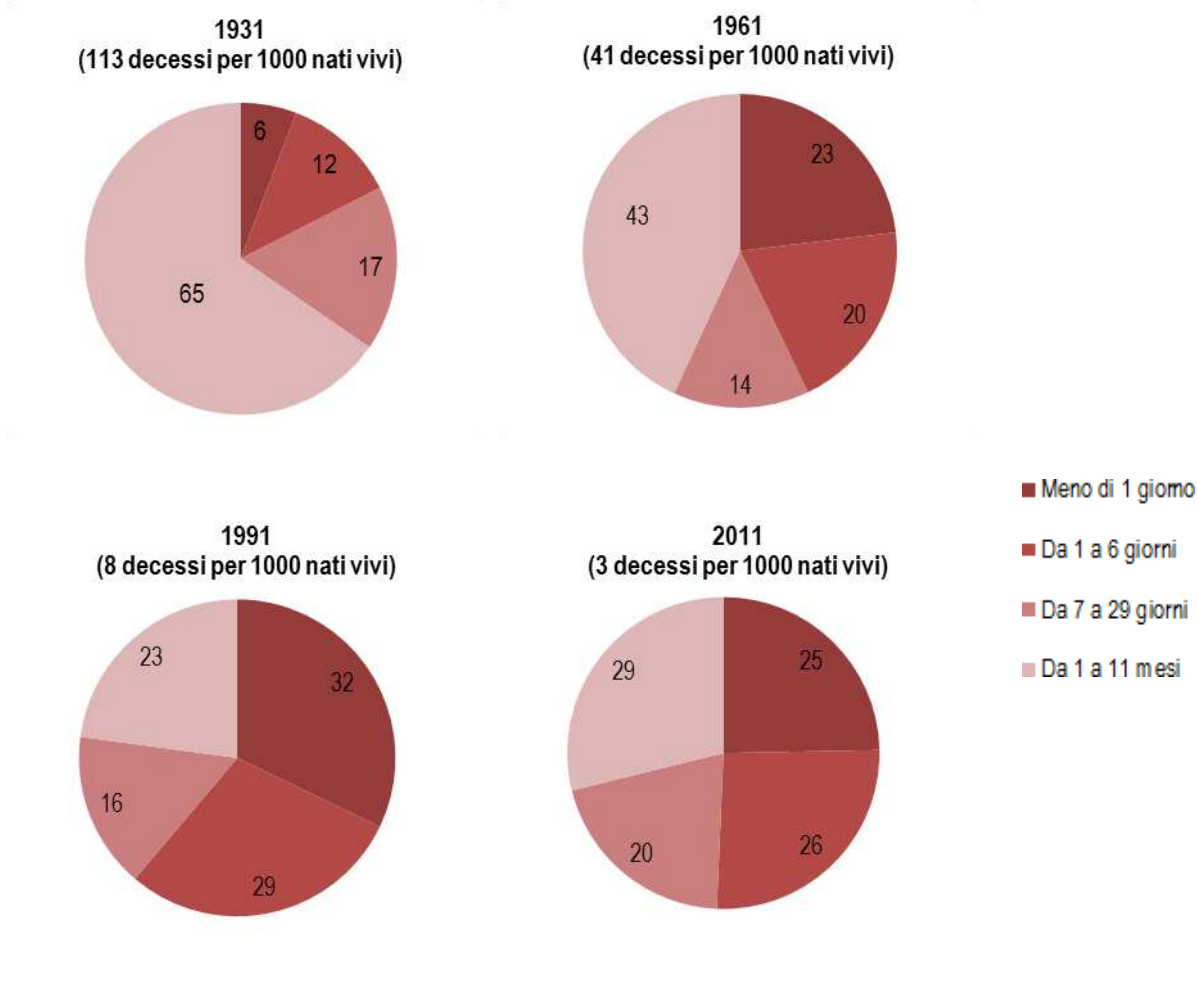 1931
(113 decessi per 1000 nati vivi)
6
12
17
65
1961
(41 decessi per 1000 nati vivi)
23
20
14
43
1991
(8 decessi per 1000 nati vivi)
32
29
16
23
2011
(3 decessi per 1000 nati vivi)
25
26
20
29
Meno di 1 giorno
Da 1 a 6 giorni
Da 7 a 29 giorni
Da 1 a 11 mesi